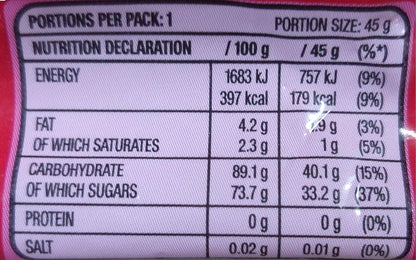 PORTIONS PER PACK: 1 PORTION SIZE: 45 g
NUTRITION DECLARATION / 100 g / 45 g (%*)
ENERGY 1683 kJ 757 kJ (9%)
397 kcal 179 kcal (9%)
FAT 4.2 g .9 g (3%)
OF WHICH SATURATES 2.3 g 1 g (5%)
CARBOHYDRATE 89.1 g 40.1 g (15%)
OF WHICH SUGARS 73.7 g 33.2 g (37%)
PROTEIN 0 g 0 g (0%)
SALT 0.02 g 0.01 g (0%)